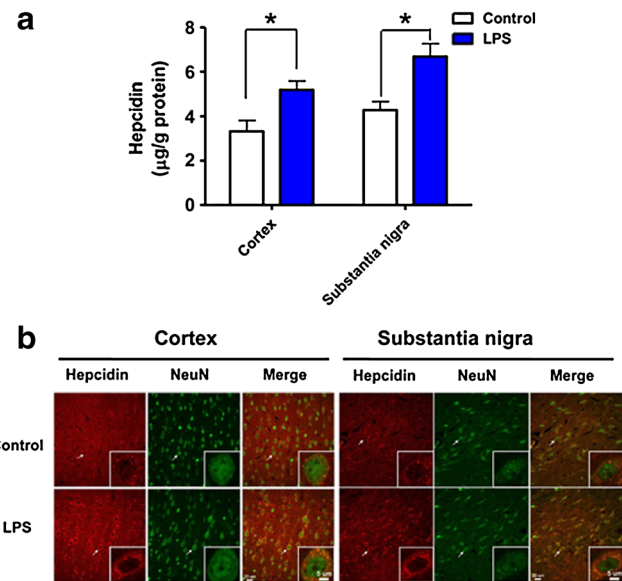 a
*
*
Control
LPS
Hepcidin
(µg/g protein)
8
6
4
2
0
Cortex
Substantia nigra
b
Cortex
Substantia nigra
Hepcidin
NeuN
Merge
Hepcidin
NeuN
Merge
ontrol
LPS
5 µm
5 µm